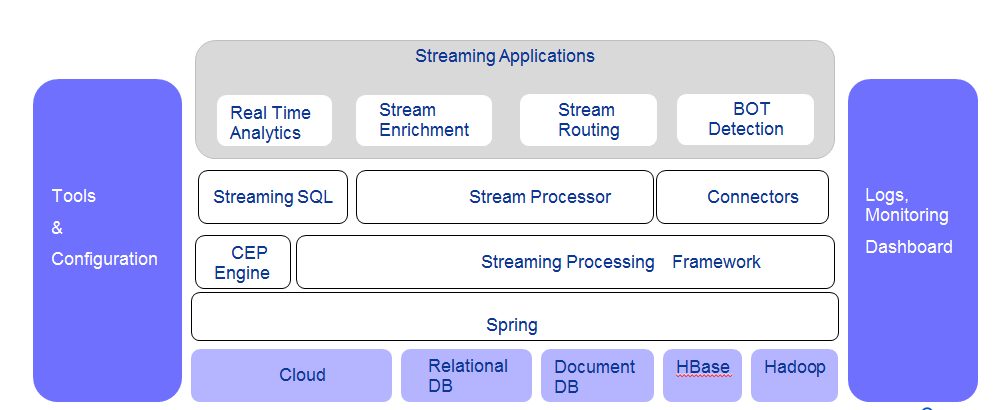 Streaming Applications
Real Time
Analytics
Stream
Enrichment
Stream
Routing
BOT
Detection
Tools
&
Configuration
Streaming SQL
Stream Processor
Connectors
Logs,
Monitoring
Dashboard
CEP
Engine
Streaming Processing Framework
Spring
Cloud
Relational
DB
Document
DB
HBase
Hadoop